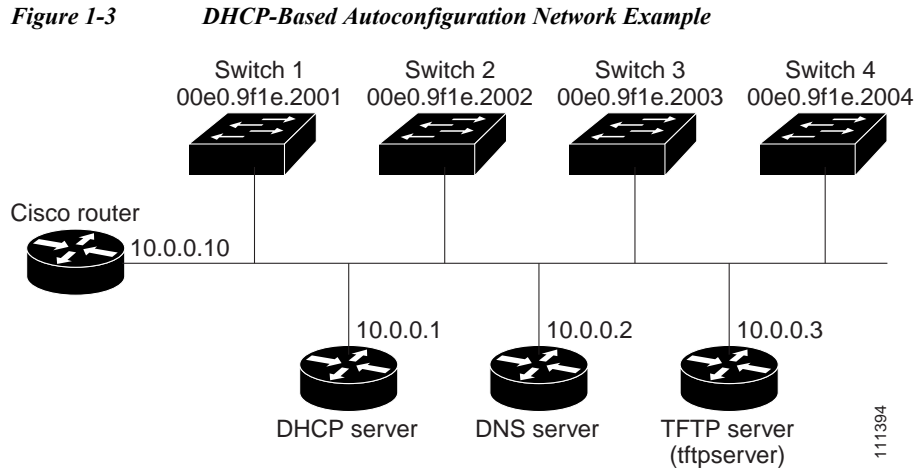 Figure 1-3 DHCP-Based Autoconfiguration Network Example
Switch 1
00e0.9f1e.2001
Switch 2
00e0.9f1e.2002
Switch 3
00e0.9f1e.2003
Switch 4
00e0.9f1e.2004
Cisco router
10.0.0.10
10.0.0.1
10.0.0.2
10.0.0.3
DHCP server
DNS server
TFTP server
(tftpserver)
111394